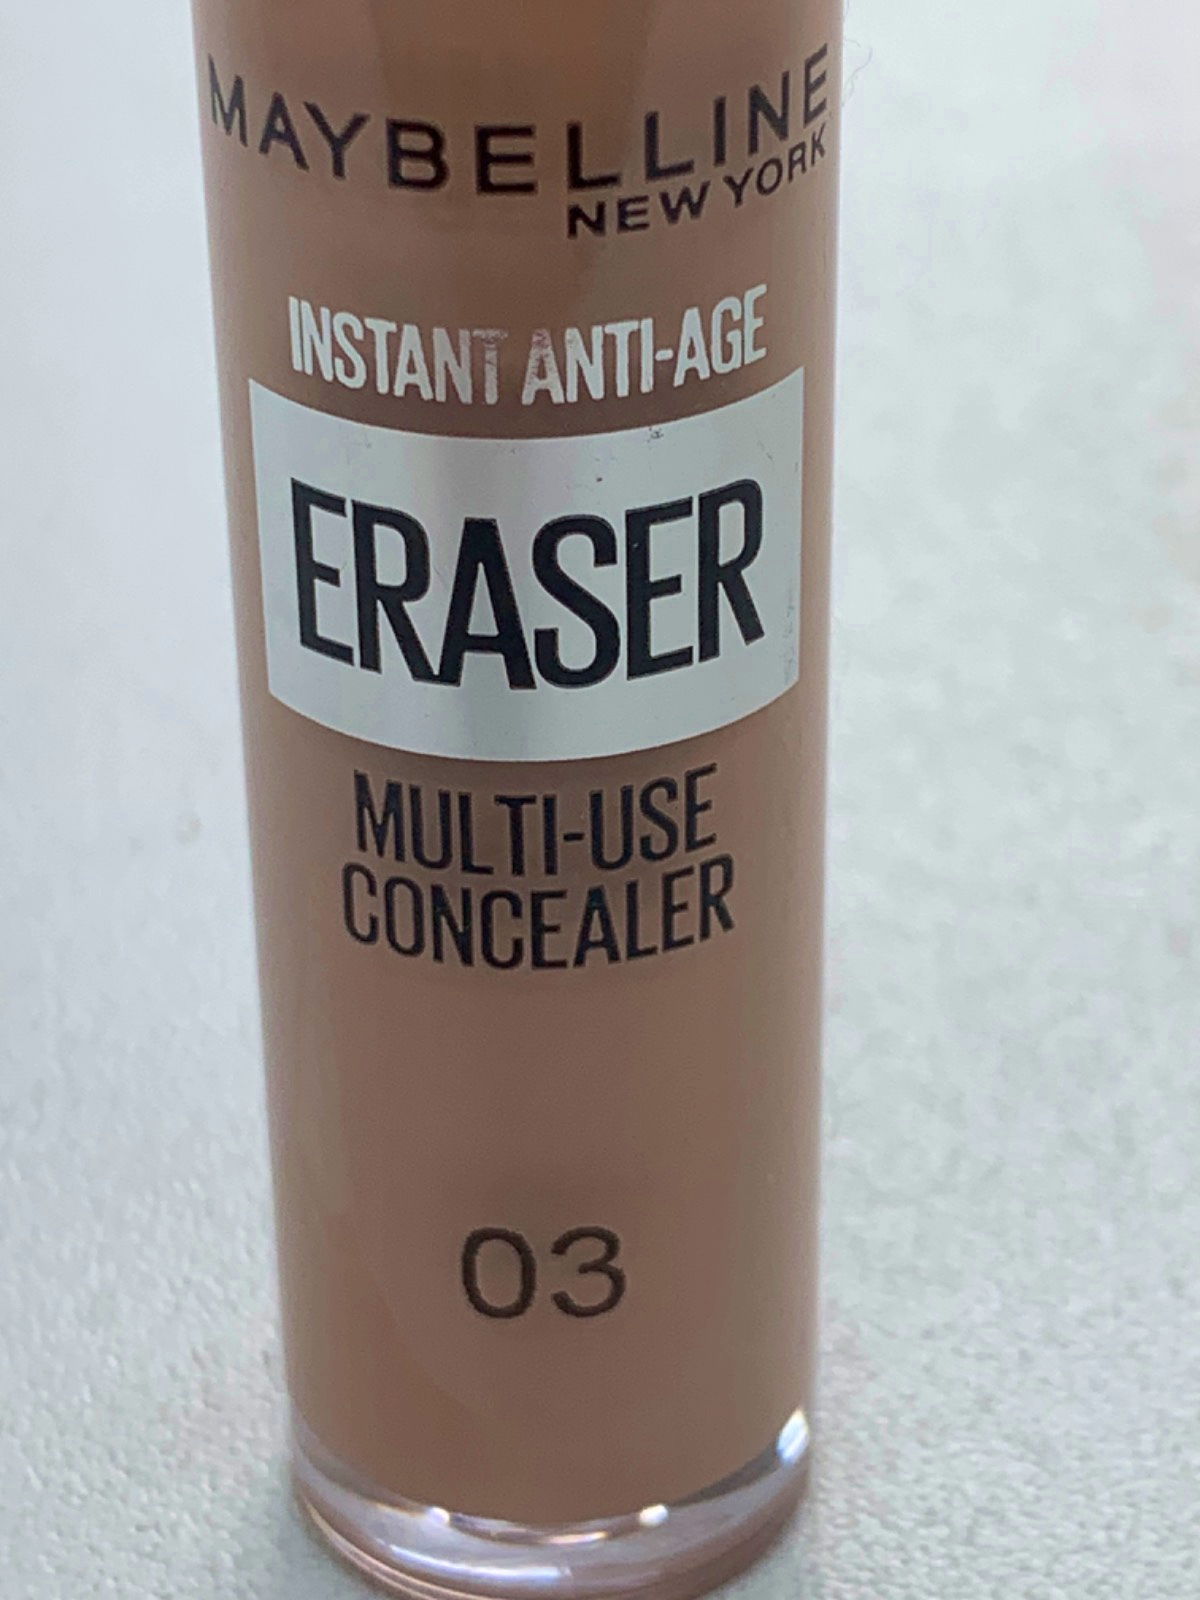 MAYBELLINE
NEW YORK
INSTANT ANTI-AGE
ERASER
MULTI-USE
CONCEALER
03